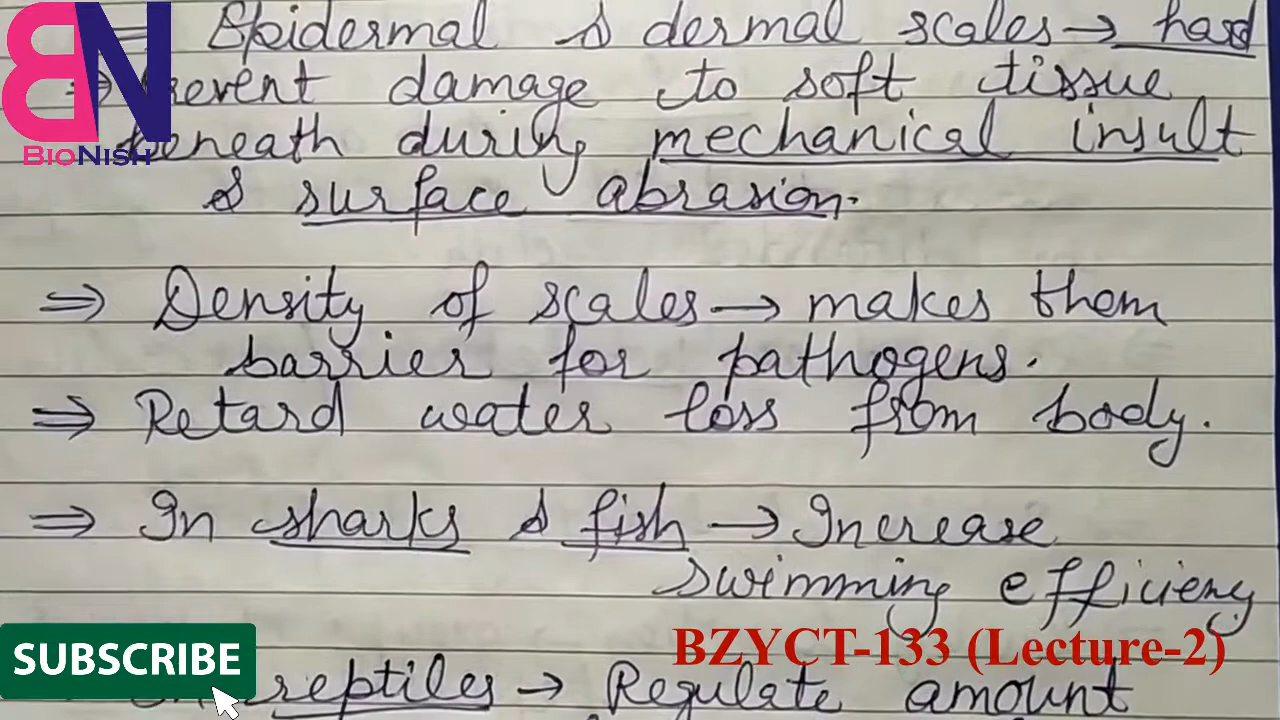 BN
BIONISH
= Epidermal & dermal scales → hard
⇒ Prevent damage to soft tissue
beneath during mechanical insult
& surface abrasion.
⇒ Density of scales → makes them
barrier for pathogens.
⇒ Retard water loss from body.
⇒ In sharks & fish → Increase
swimming efficieny
BZYCT-133 (Lecture-2)
SUBSCRIBE
reptiles → Regulate amount